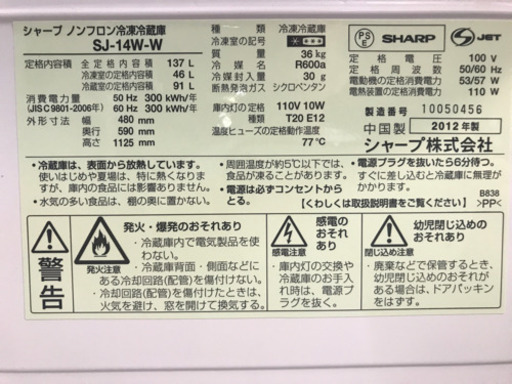 シャープ ノンフロン冷凍冷蔵庫
SJ-14W-W
定格内容積 137 L
冷凍室の定格内容積 46 L
冷蔵室の定格内容積 91 L
消費電力量 50 Hz 300 kWh/年
(JISC9801-2006年) 60 Hz 300 kWh/年
外形寸法 幅 480 mm
奥行 590 mm
高さ 1125 mm
種類 冷凍冷蔵庫
冷凍室の記号
質量 36 kg
冷媒 R600a
冷媒封入量 30 g
断熱発泡ガス シクロペンタン
庫内灯の定格 110V 10W
T20 E12
温度ヒューズの定格動作温度
77℃
PS
E
SHARP
JET
定格電圧 100 V
定格周波数 50/60 Hz
電動機の定格消費電力 53/57 W
電熱装置の定格消費電力 110 W
製造番号 10050456
中国製 2012年製
シャープ株式会社
・冷蔵庫は、表面から放熱しています。
使いはじめや夏場は、特に熱く感じますが、庫内の食品には影響ありません。
・水気の多い食品は、棚の奥に置かない。
・周囲温度が約5℃以下では、冷凍食品の保存ができないことがあります。
・電源は必ずコンセントからとる。
・電源プラグを抜いたら6分待つ。
すぐに差し込むと冷蔵庫に無理がかかります。
【くわしくは取扱説明書をご覧ください】
B838
>PP<
警告
発火・爆発のおそれあり
発火注意
・冷蔵庫内で電気製品を使わない。
・冷蔵庫背面・側面などにある冷却回路(配管)を傷付けない。
・冷却回路(配管)を傷付けたときは、火気を避け、窓を開けて換気する。
感電のおそれあり
感電注意
・庫内灯の交換や冷蔵庫のお手入れ時は、電源プラグを抜く。
幼児閉じ込めのおそれあり
閉じ込め注意
・廃棄などで保管するとき、幼児閉じ込めのおそれがある場合は、ドアパッキンをはずす。